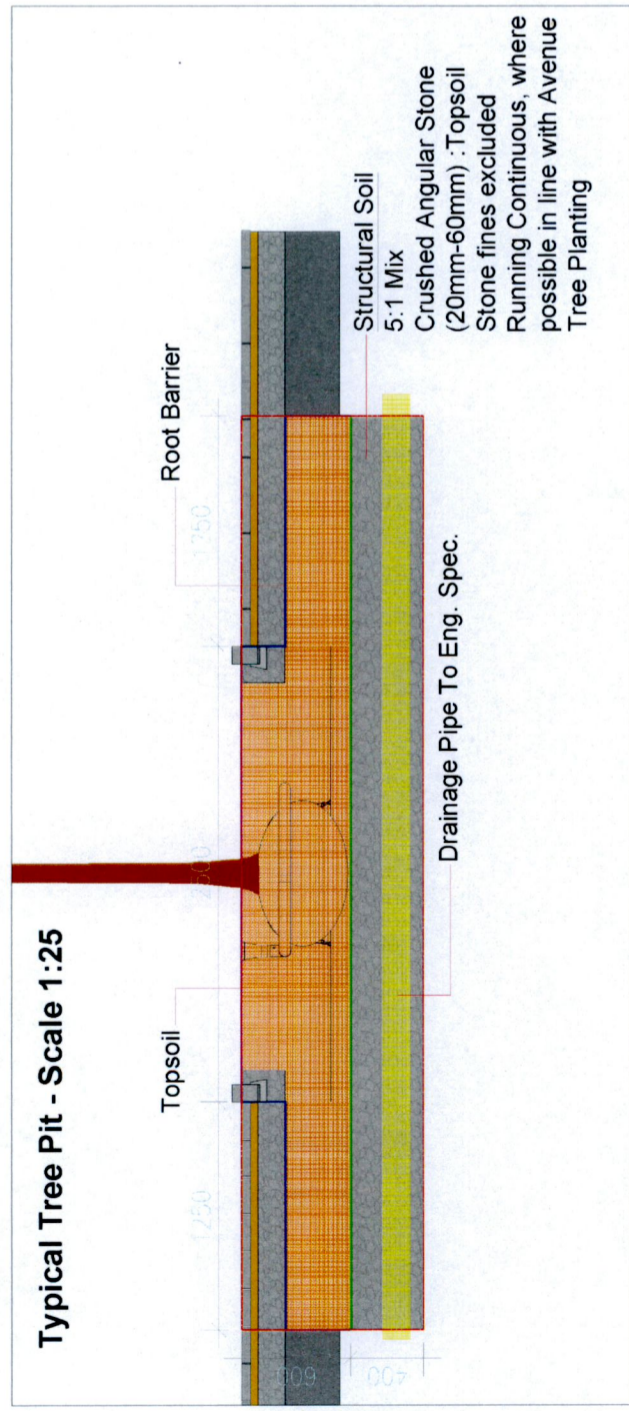 Typical Tree Pit - Scale 1:25
Topsoil
Root Barrier
1250
2500
1250
600
400
Structural Soil
5:1 Mix
Crushed Angular Stone
(20mm-60mm) :Topsoil
Stone fines excluded
Running Continuous, where
possible in line with Avenue
Tree Planting
Drainage Pipe To Eng. Spec.